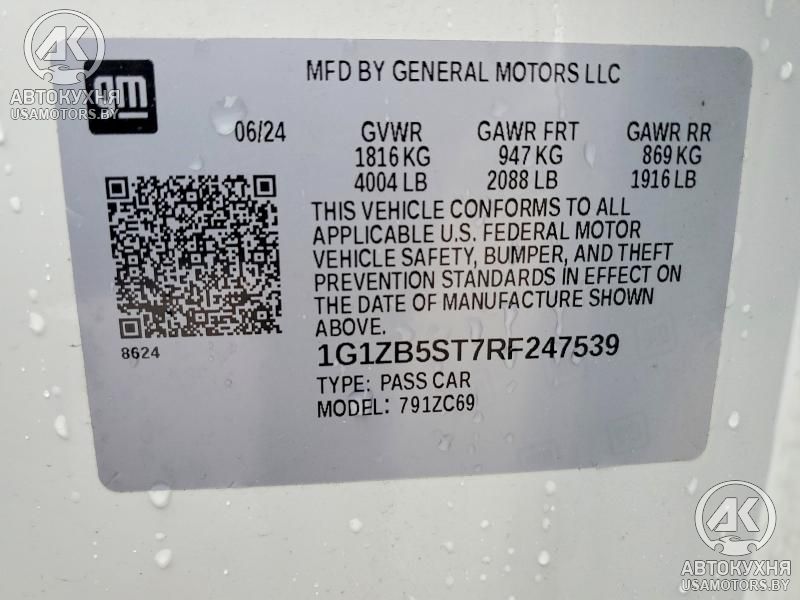 AK
АВТОКУХНЯ
USAMOTORS.BY
gm
MFD BY GENERAL MOTORS LLC
06/24 GVWR GAWR FRT GAWR RR
1816 KG 947 KG 869 KG
4004 LB 2088 LB 1916 LB
THIS VEHICLE CONFORMS TO ALL
APPLICABLE U.S. FEDERAL MOTOR
VEHICLE SAFETY, BUMPER, AND THEFT
PREVENTION STANDARDS IN EFFECT ON
THE DATE OF MANUFACTURE SHOWN
ABOVE.
8624
1G1ZB5ST7RF247539
TYPE: PASS CAR
MODEL: 791ZC69
AK
АВТОКУХНЯ
USAMOTORS.BY